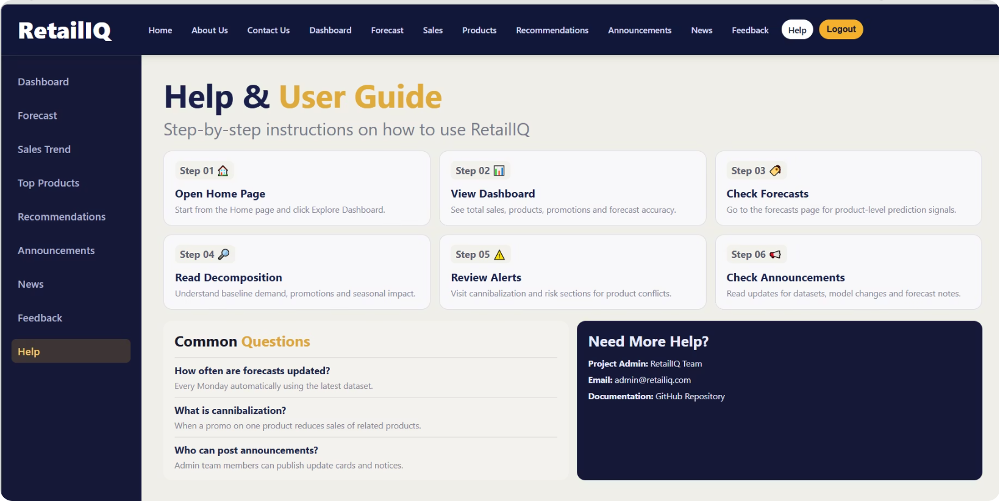 RetailIQ
Home About Us Contact Us Dashboard Forecast Sales Products Recommendations Announcements News Feedback Help Logout
Dashboard
Forecast
Sales Trend
Top Products
Recommendations
Announcements
News
Feedback
Help
Help & User Guide
Step-by-step instructions on how to use RetailIQ
Step 01
Open Home Page
Start from the Home page and click Explore Dashboard.
Step 02
View Dashboard
See total sales, products, promotions and forecast accuracy.
Step 03
Check Forecasts
Go to the forecasts page for product-level prediction signals.
Step 04
Read Decomposition
Understand baseline demand, promotions and seasonal impact.
Step 05
Review Alerts
Visit cannibalization and risk sections for product conflicts.
Step 06
Check Announcements
Read updates for datasets, model changes and forecast notes.
Common Questions
How often are forecasts updated?
Every Monday automatically using the latest dataset.
What is cannibalization?
When a promo on one product reduces sales of related products.
Who can post announcements?
Admin team members can publish update cards and notices.
Need More Help?
Project Admin: RetailIQ Team
Email: admin@retailiq.com
Documentation: GitHub Repository